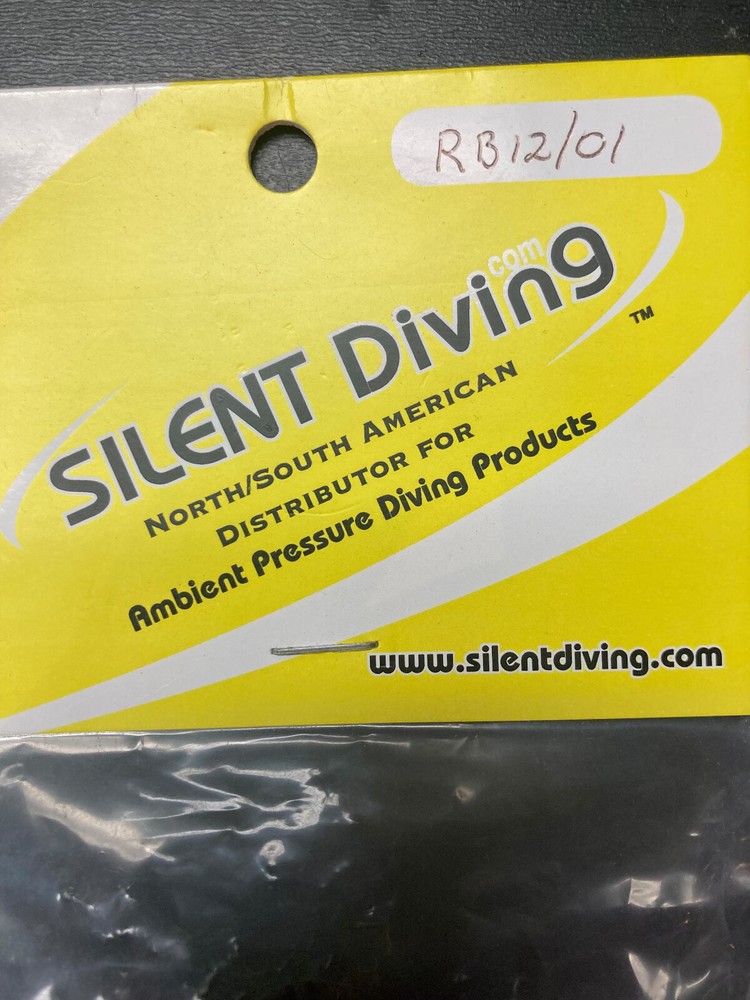 RB12/01
SILENT Diving
com
TM
North/South American
Distributor for
Ambient Pressure Diving Products
www.silentdiving.com